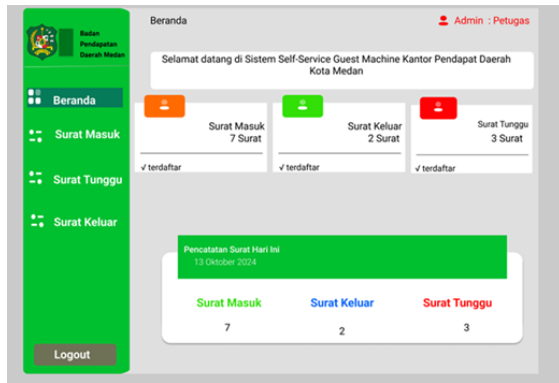 Badan
Pendapatan
Daerah Medan
Beranda
Surat Masuk
Surat Tunggu
Surat Keluar
Logout
Beranda
Admin : Petugas
Selamat datang di Sistem Self-Service Guest Machine Kantor Pendapat Daerah
Kota Medan
Surat Masuk
7 Surat
√ terdaftar
Surat Keluar
2 Surat
√ terdaftar
Surat Tunggu
3 Surat
√ terdaftar
Pencatatan Surat Hari Ini
13 Oktober 2024
Surat Masuk Surat Keluar Surat Tunggu
7 2 3